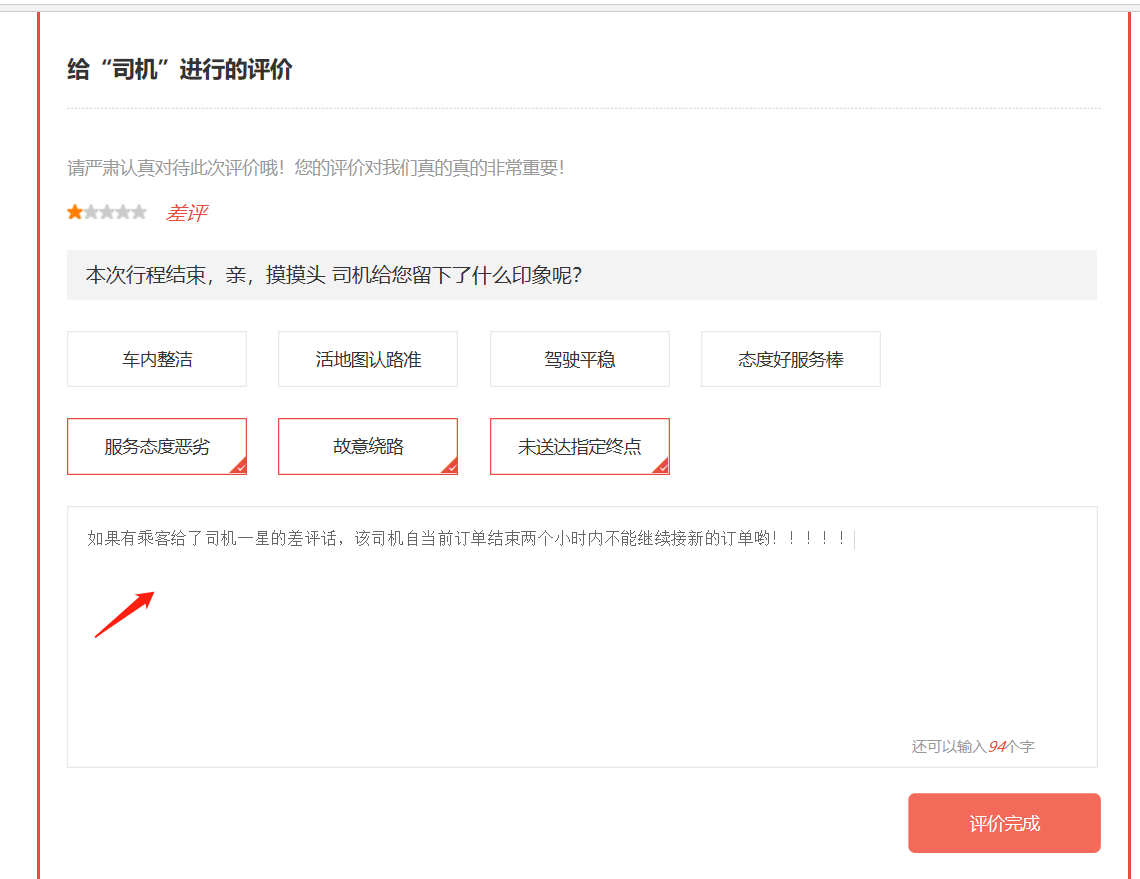 给“司机”进行的评价
请严肃认真对待此次评价哦！您的评价对我们真的真的非常重要！
差评
本次行程结束，亲，摸摸头 司机给您留下了什么印象呢？
车内整洁 活地图认路准 驾驶平稳 态度好服务棒
服务态度恶劣 故意绕路 未送达指定终点
如果有乘客给了司机一星的差评话，该司机自当前订单结束两个小时内不能继续接新的订单哟！！！！！
还可以输入94个字
评价完成